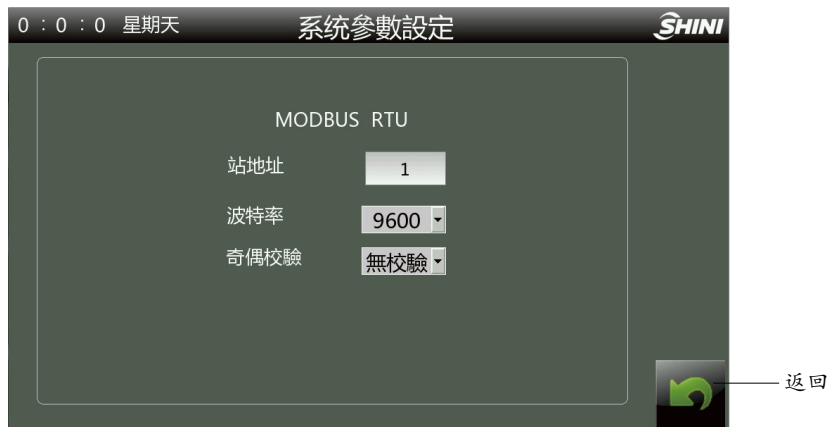 0 : 0 : 0 星期天 系统參數設定 SHINI
MODBUS RTU
站地址 1
波特率 9600
奇偶校驗 無校驗
返回